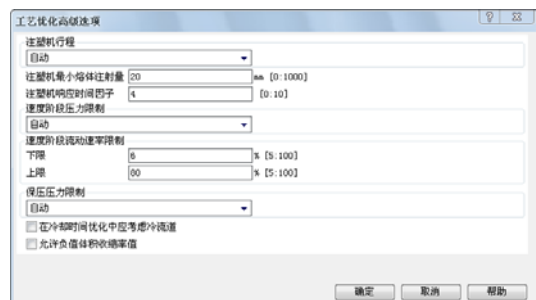 工艺优化高级选项
注塑机行程
自动
注塑机最小熔体注射量 20 mm [0:1000]
注塑机响应时间因子 4 [0:10]
速度阶段压力限制
自动
速度阶段流动速率限制
下限 6 % [5:100]
上限 00 % [5:100]
保压压力限制
自动
在冷却时间优化中应考虑冷流道
允许负值体积收缩率值
确定 取消 帮助